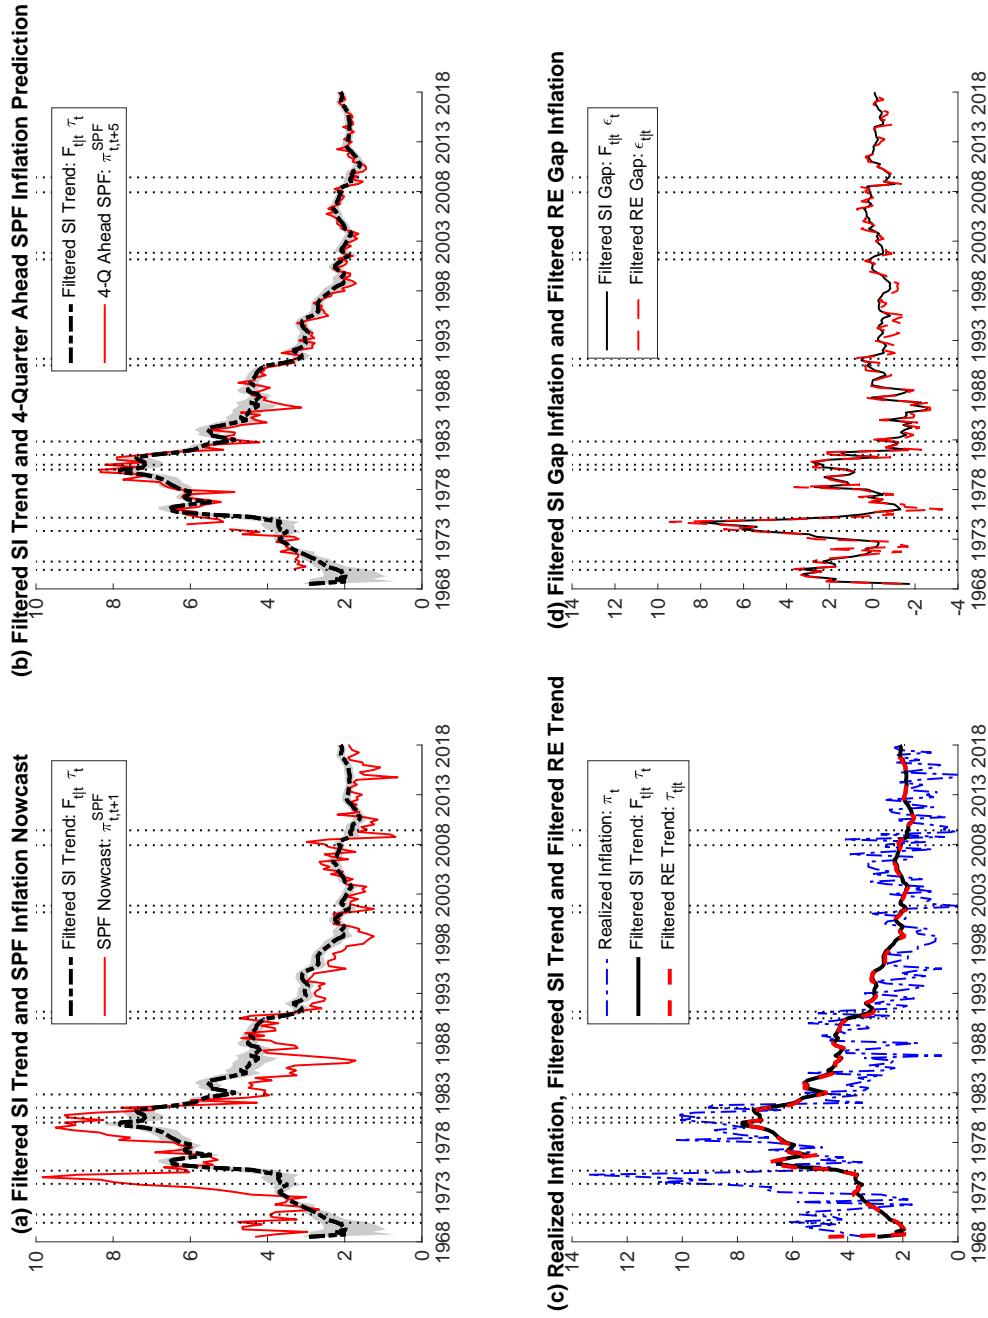 (a) Filtered SI Trend and SPF Inflation Nowcast
10
8
6
4
2
0
1968 1973 1978 1983 1988 1993 1998 2003 2008 2013 2018
Filtered SI Trend: F_{t|t} τ_t
SPF Nowcast: π^{SPF}_{t,t+1}
(b) Filtered SI Trend and 4-Quarter Ahead SPF Inflation Prediction
10
8
6
4
2
0
1968 1973 1978 1983 1988 1993 1998 2003 2008 2013 2018
Filtered SI Trend: F_{t|t} τ_t
4-Q Ahead SPF: π^{SPF}_{t,t+5}
(c) Realized Inflation, Filtereed SI Trend and Filtered RE Trend
14
12
10
8
6
4
2
0
1968 1973 1978 1983 1988 1993 1998 2003 2008 2013 2018
Realized Inflation: π_t
Filtered SI Trend: F_{t|t} τ_t
Filtered RE Trend: τ_{t|t}
(d) Filtered SI Gap Inflation and Filtered RE Gap Inflation
14
12
10
8
6
4
2
0
-2
-4
1968 1973 1978 1983 1988 1993 1998 2003 2008 2013 2018
Filtered SI Gap: F_{t|t} ϵ_t
Filtered RE Gap: ϵ_{t|t}